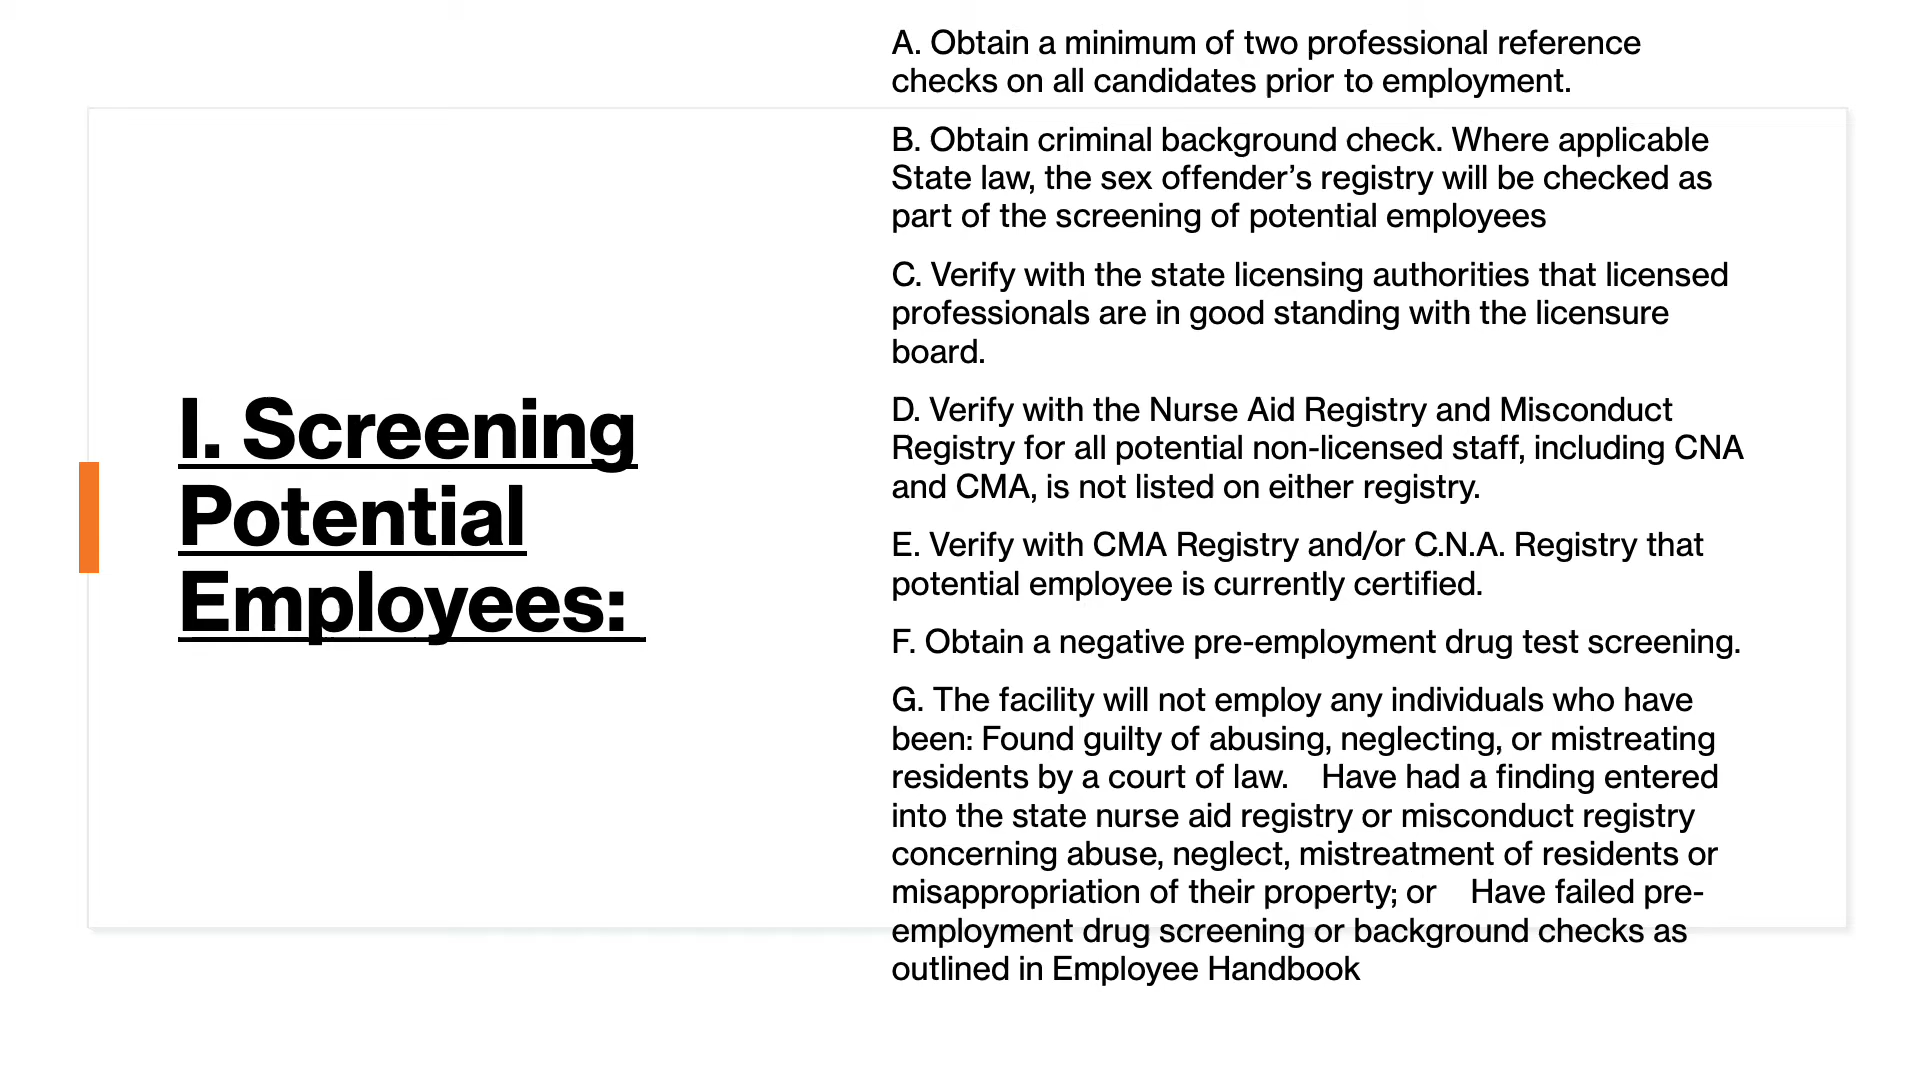 I. Screening
Potential
Employees:
A. Obtain a minimum of two professional reference
checks on all candidates prior to employment.
B. Obtain criminal background check. Where applicable
State law, the sex offender’s registry will be checked as
part of the screening of potential employees
C. Verify with the state licensing authorities that licensed
professionals are in good standing with the licensure
board.
D. Verify with the Nurse Aid Registry and Misconduct
Registry for all potential non-licensed staff, including CNA
and CMA, is not listed on either registry.
E. Verify with CMA Registry and/or C.N.A. Registry that
potential employee is currently certified.
F. Obtain a negative pre-employment drug test screening.
G. The facility will not employ any individuals who have
been: Found guilty of abusing, neglecting, or mistreating
residents by a court of law.    Have had a finding entered
into the state nurse aid registry or misconduct registry
concerning abuse, neglect, mistreatment of residents or
misappropriation of their property; or    Have failed pre-
employment drug screening or background checks as
outlined in Employee Handbook